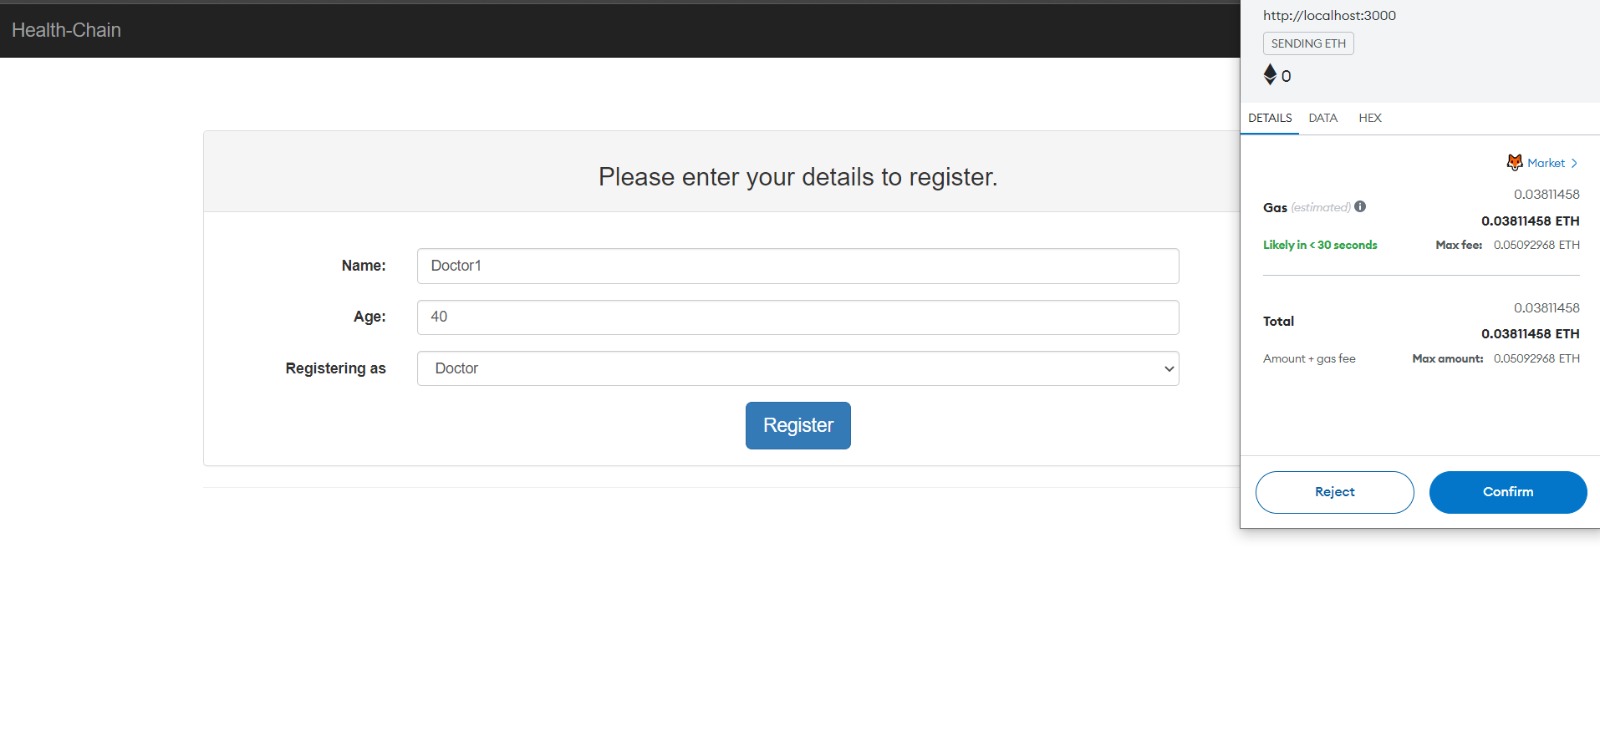 Health-Chain
Please enter your details to register.
Name: Doctor1
Age: 40
Registering as Doctor
Register
http://localhost:3000
SENDING ETH
0
DETAILS DATA HEX
Market >
0.03811458
Gas (estimated) 0.03811458 ETH
Likely in < 30 seconds Max fee: 0.05092968 ETH
0.03811458
Total 0.03811458 ETH
Amount + gas fee Max amount: 0.05092968 ETH
Reject Confirm